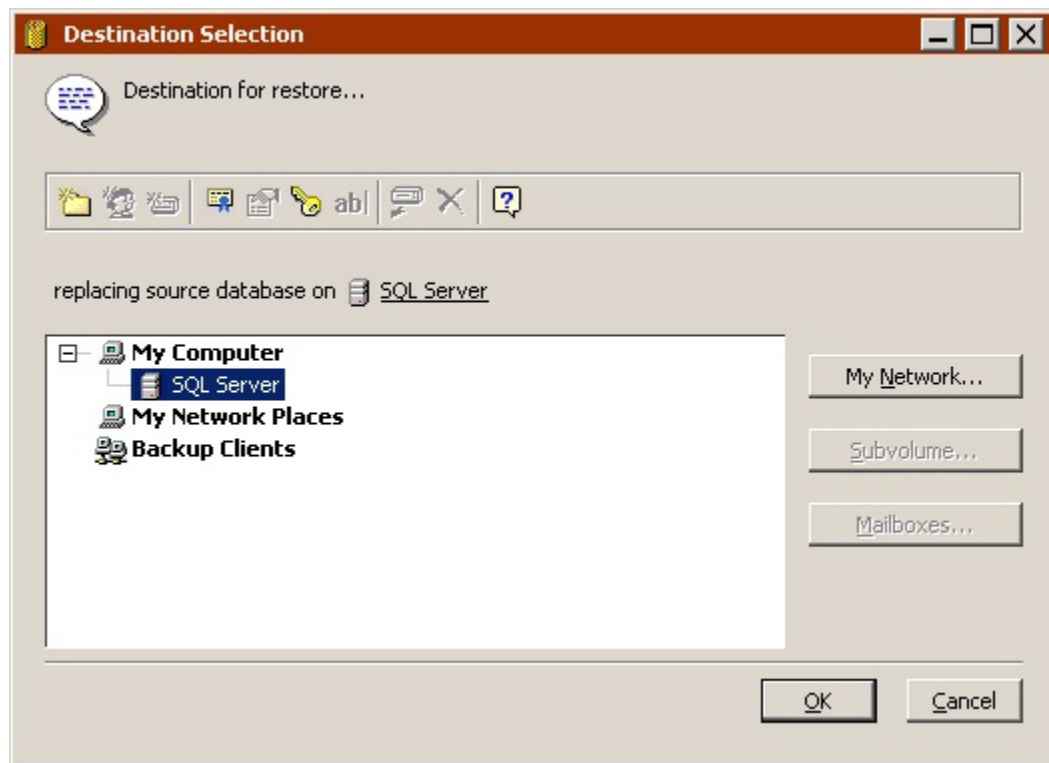 Destination Selection
Destination for restore...
ab|
replacing source database on SQL Server
My Computer
SQL Server
My Network Places
Backup Clients
My Network...
Subvolume...
Mailboxes...
OK
Cancel